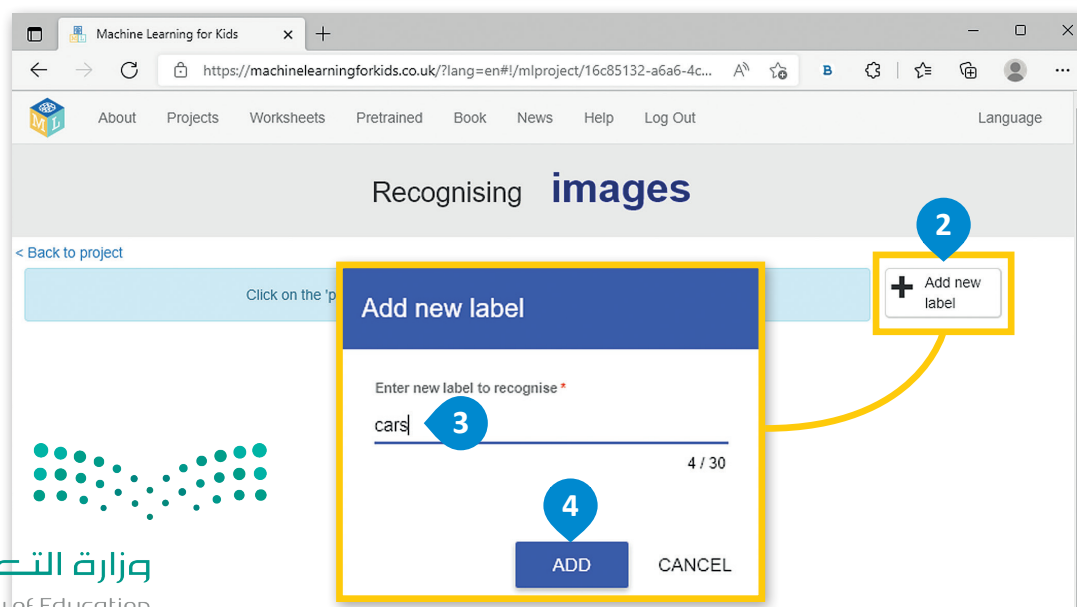 Machine Learning for Kids
https://machinelearningforkids.co.uk/?lang=en#!/mlproject/16c85132-a6a6-4c...
About Projects Worksheets Pretrained Book News Help Log Out Language
Recognising images
2
< Back to project
Click on the 'p
Add new
label
Add new label
Enter new label to recognise *
cars
3
4 / 30
4
ADD CANCEL
وزارة
of Education